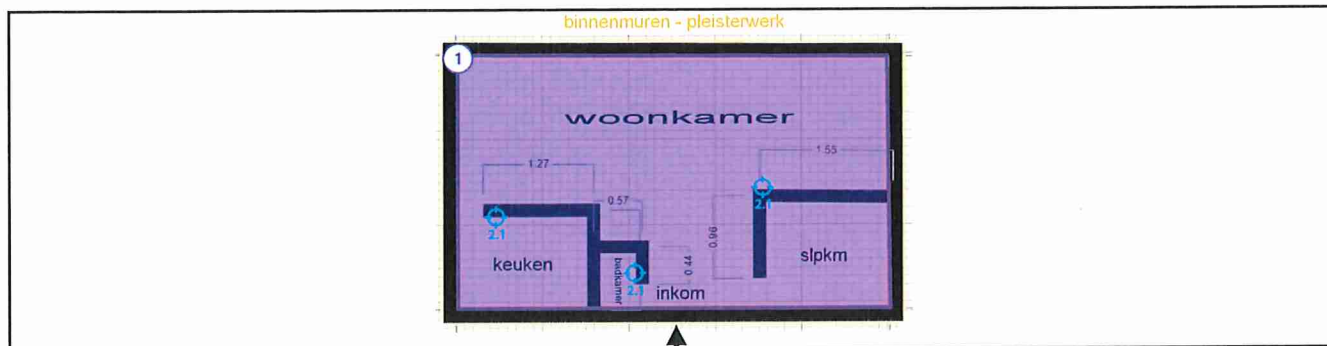 binnenmuren - pleisterwerk
1
woonkamer
1.55
1.27
0.57
2.1
2.1
0.96
keuken
badkamer
0.44
slpkm
2.1
inkom